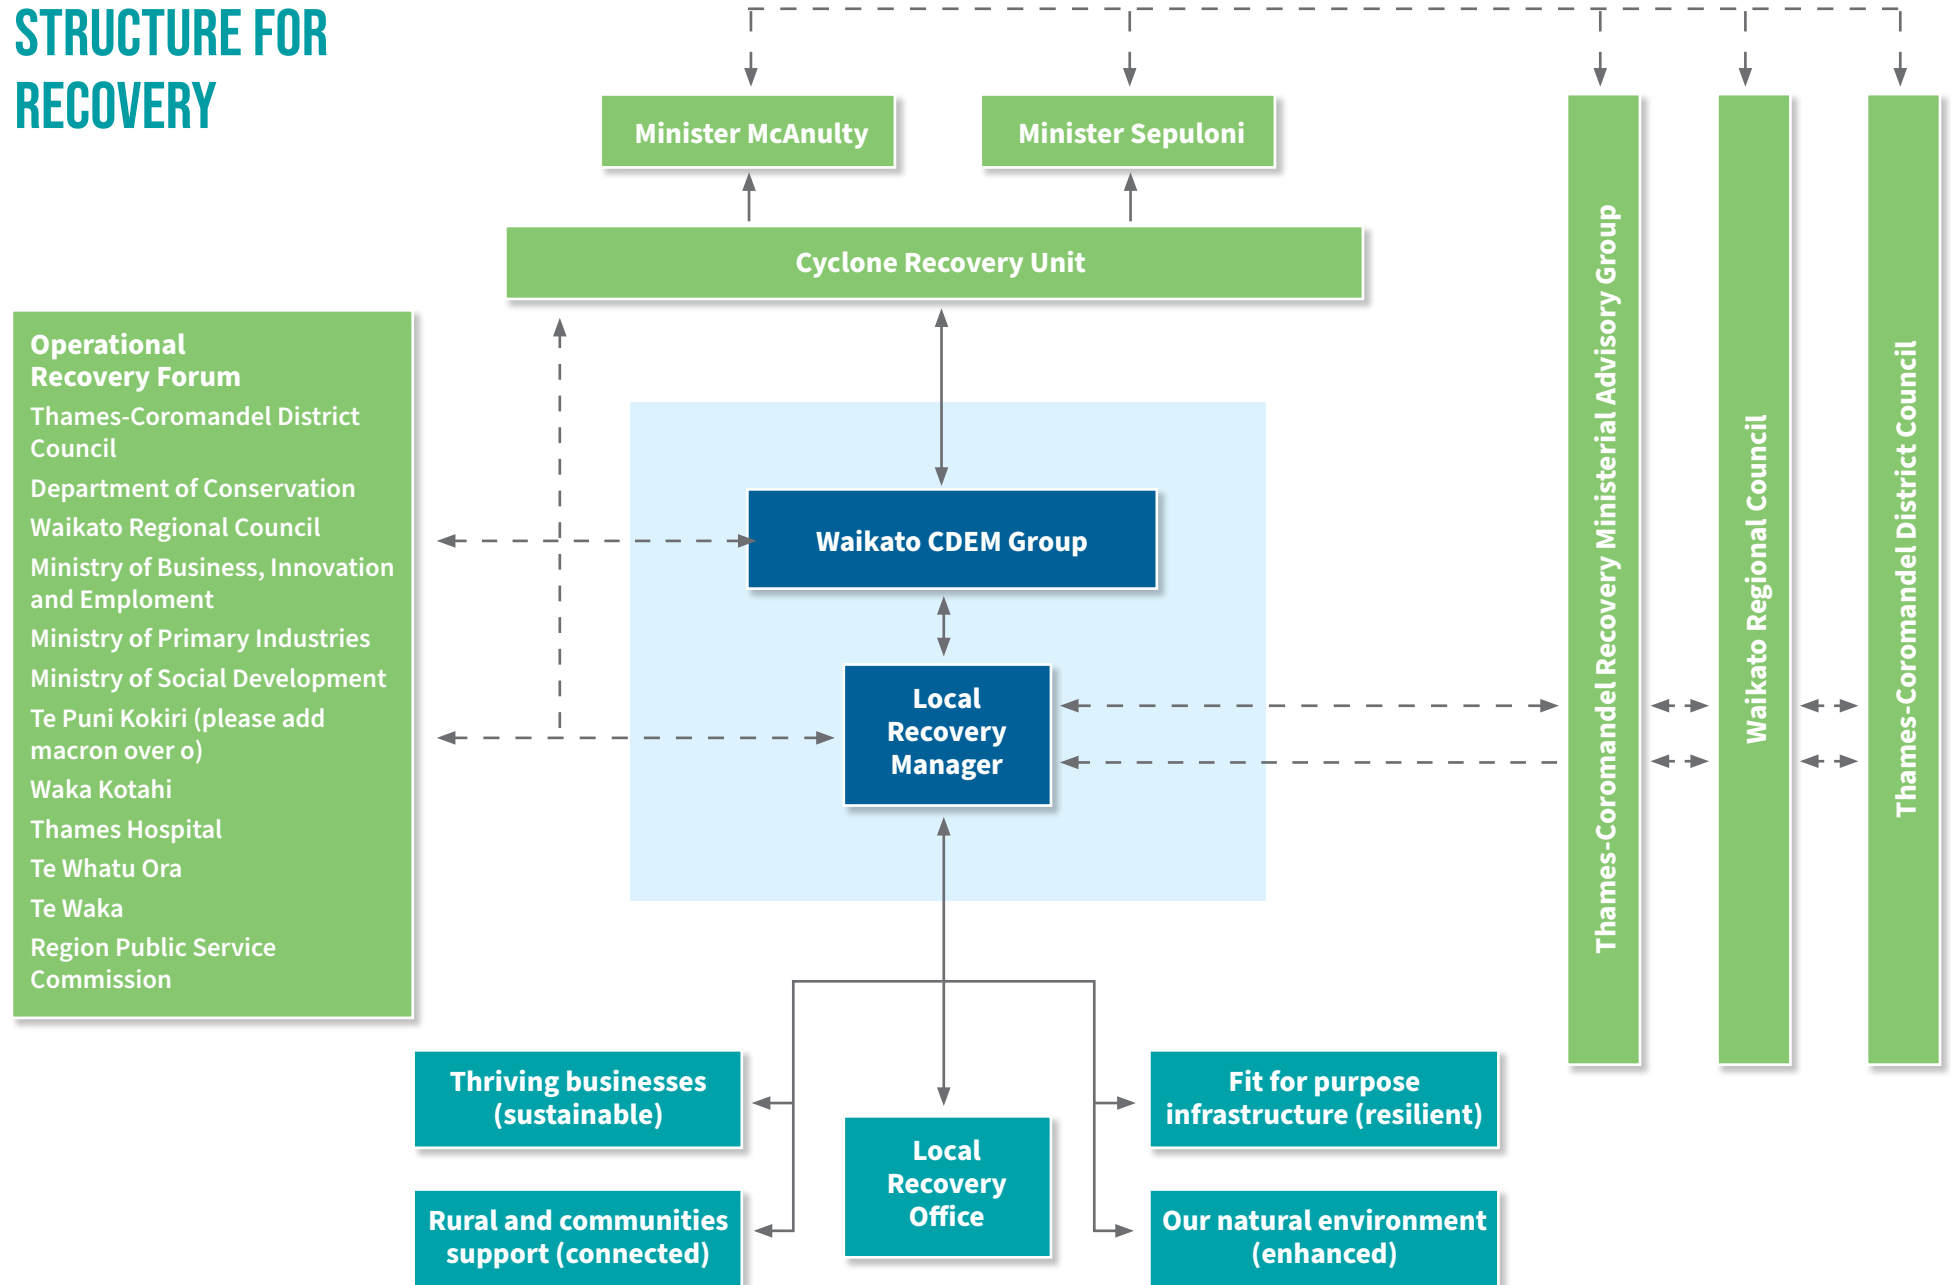 STRUCTURE FOR
RECOVERY
Minister McAnulty
Minister Sepuloni
Cyclone Recovery Unit
Operational
Recovery Forum
Thames-Coromandel District
Council
Department of Conservation
Waikato Regional Council
Ministry of Business, Innovation
and Emploment
Ministry of Primary Industries
Ministry of Social Development
Te Puni Kokiri (please add
macron over o)
Waka Kotahi
Thames Hospital
Te Whatu Ora
Te Waka
Region Public Service
Commission
Waikato CDEM Group
Local
Recovery
Manager
Thames-Coromandel Recovery Ministerial Advisory Group
Waikato Regional Council
Thames-Coromandel District Council
Thriving businesses
(sustainable)
Rural and communities
support (connected)
Local
Recovery
Office
Fit for purpose
infrastructure (resilient)
Our natural environment
(enhanced)